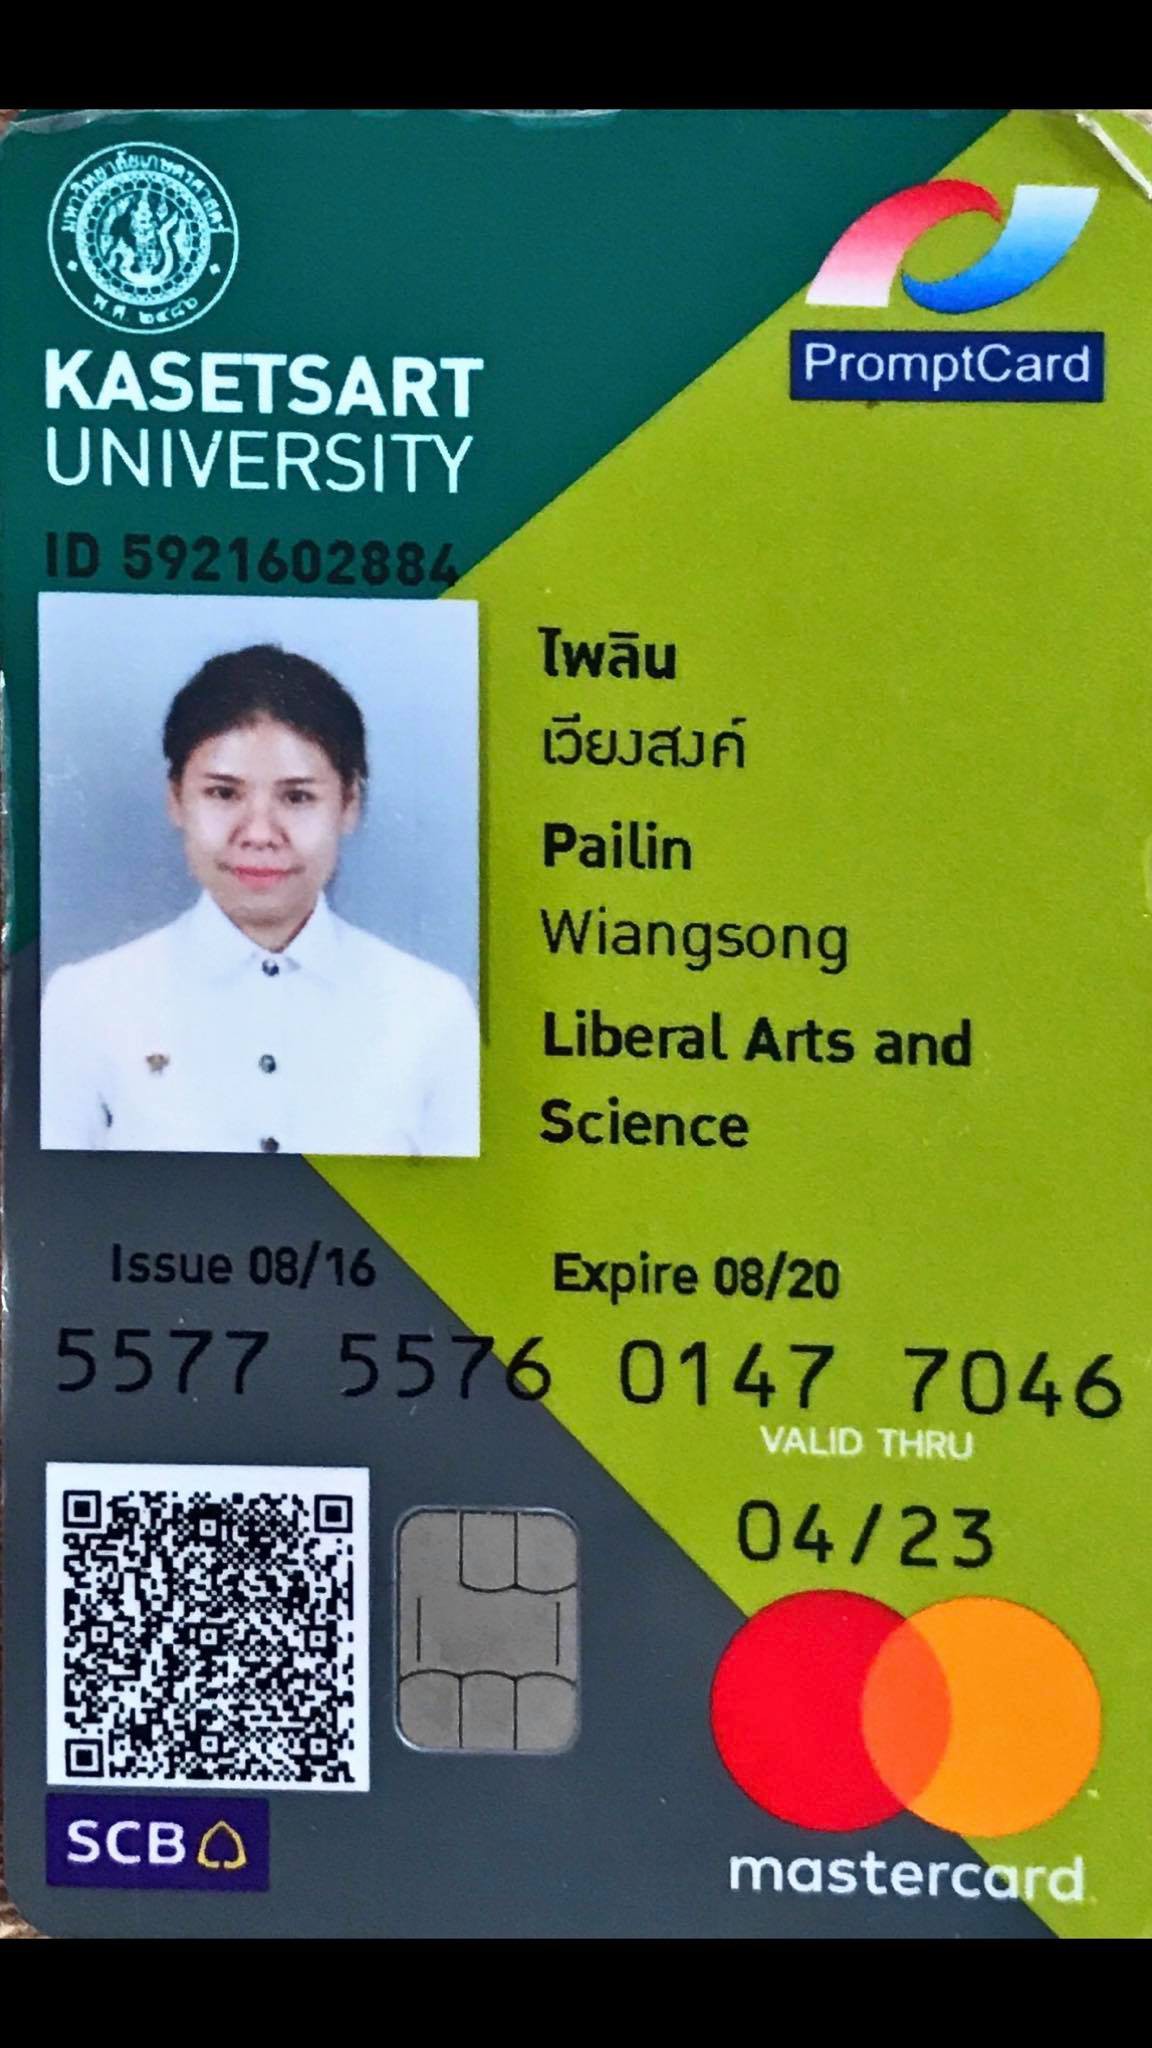 มหาวิทยาลัยเกษตรศาสตร์
พ.ศ. ๒๔๘๖
KASETSART
UNIVERSITY
PromptCard
ID 5921602884
ไพลิน
เวียงสงค์
Pailin
Wiangsong
Liberal Arts and
Science
Issue 08/16
Expire 08/20
5577 5576 0147 7046
VALID THRU
04/23
SCB
mastercard